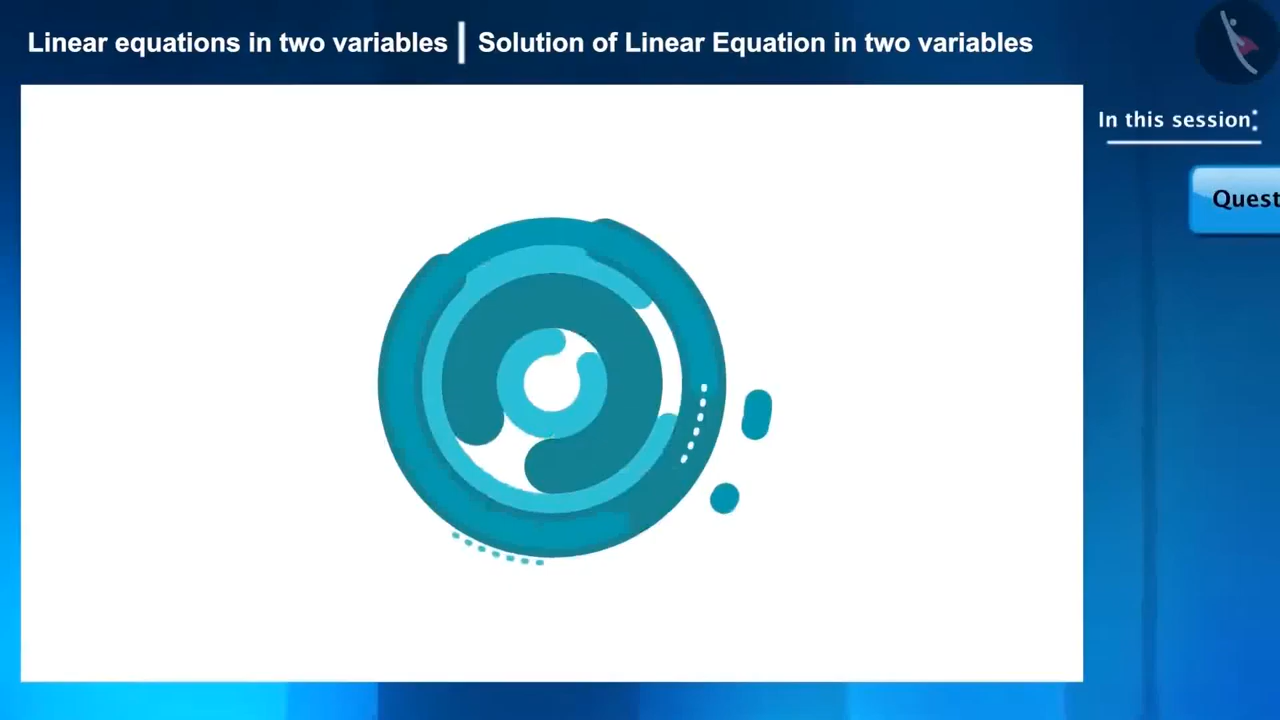 Linear equations in two variables | Solution of Linear Equation in two variables
In this session:
Quest